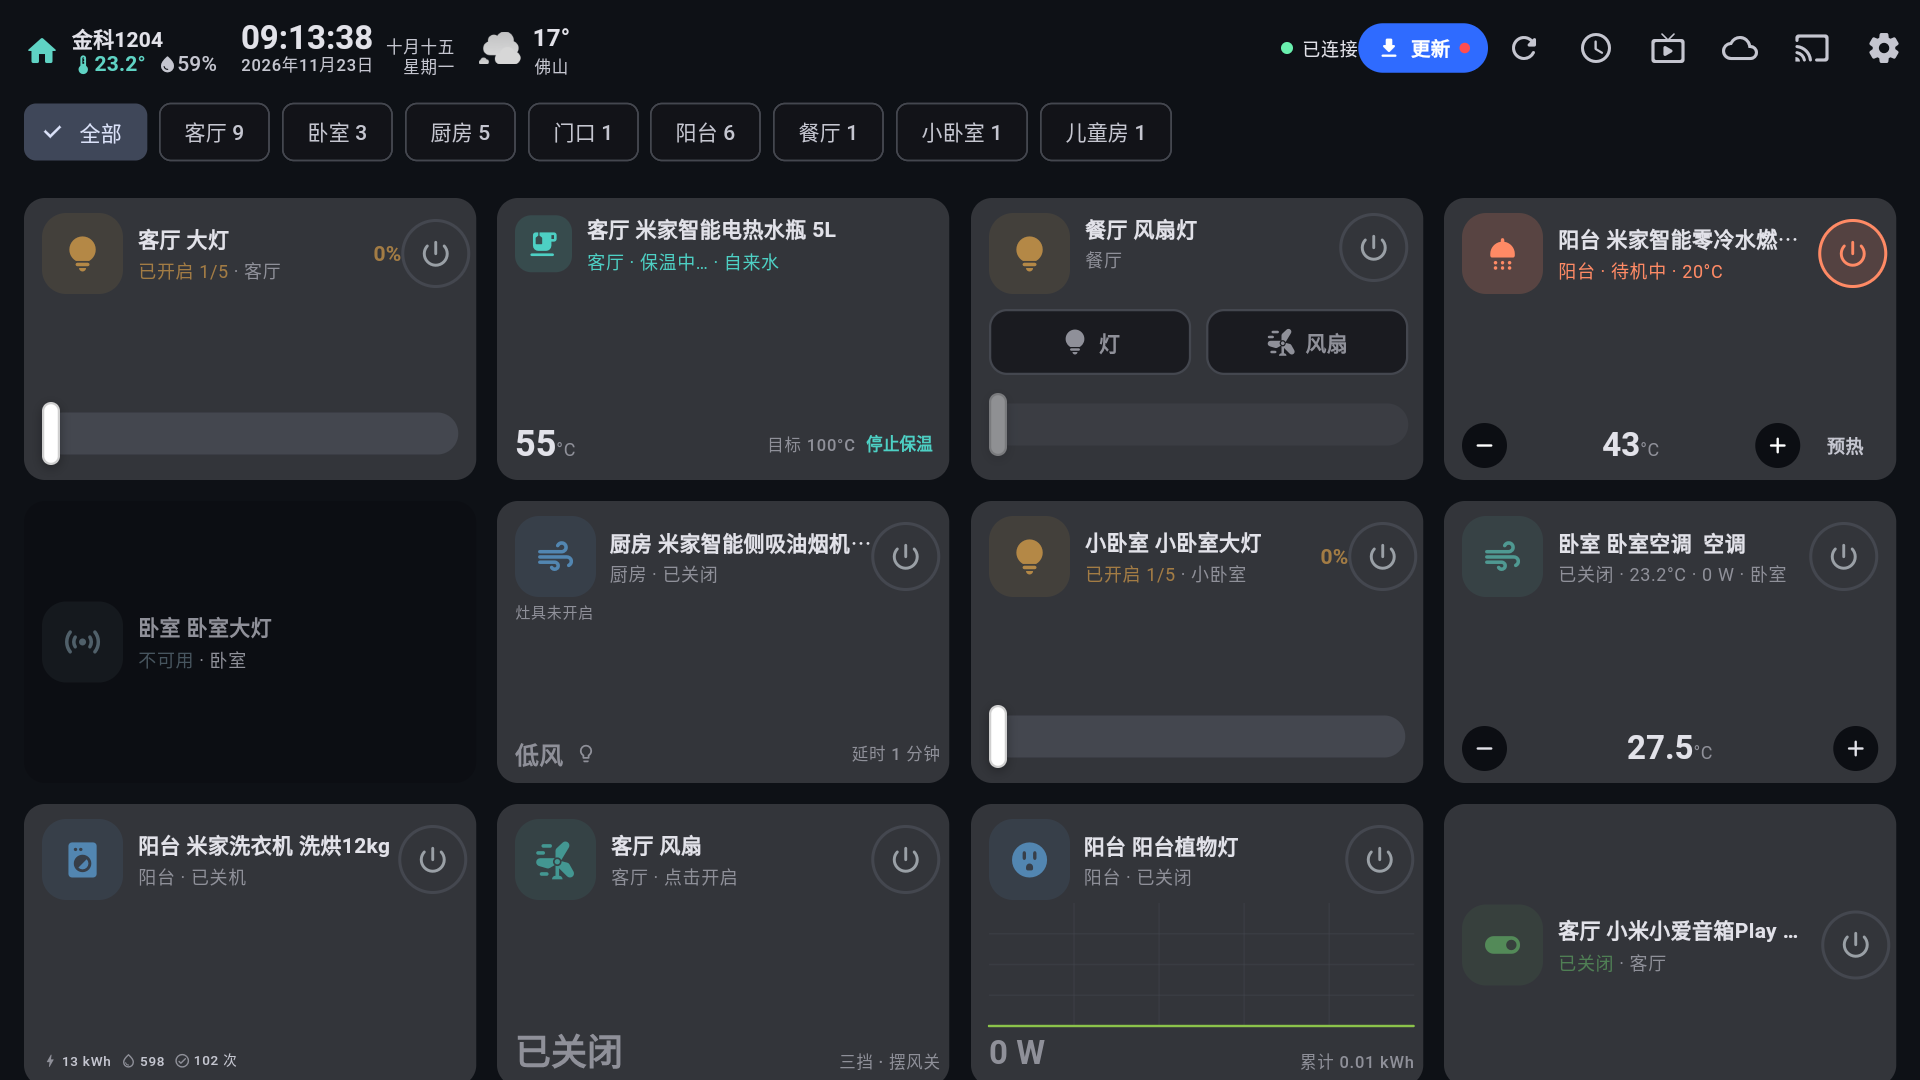 金科1204
23.2° 59%
09:13:38
2026年11月23日
十月十五
星期一
17°
佛山
已连接
更新
全部
客厅 9
卧室 3
厨房 5
门口 1
阳台 6
餐厅 1
小卧室 1
儿童房 1
客厅 大灯
已开启 1/5 · 客厅
0%
客厅 米家智能电热水瓶 5L
客厅 · 保温中... · 自来水
55°C
目标 100°C 停止保温
餐厅 风扇灯
餐厅
灯
风扇
阳台 米家智能零冷水燃…
阳台 · 待机中 · 20°C
43°C
预热
卧室 卧室大灯
不可用 · 卧室
厨房 米家智能侧吸油烟机…
厨房 · 已关闭
灶具未开启
低风
延时 1 分钟
小卧室 小卧室大灯
已开启 1/5 · 小卧室
0%
卧室 卧室空调 空调
已关闭 · 23.2°C · 0 W · 卧室
27.5°C
阳台 米家洗衣机 洗烘12kg
阳台 · 已关机
13 kWh 598 102 次
客厅 风扇
客厅 · 点击开启
已关闭
三挡 · 摆风关
阳台 阳台植物灯
阳台 · 已关闭
0 W
累计 0.01 kWh
客厅 小米小爱音箱Play ...
已关闭 · 客厅